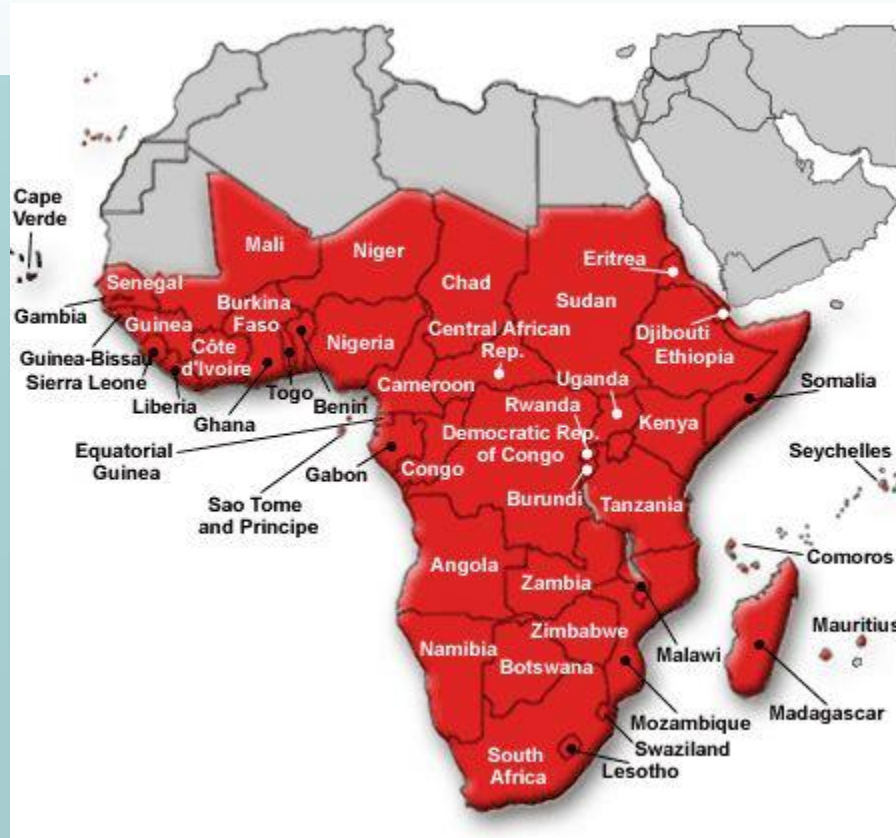 Cape
Verde
Mali
Niger
Chad
Sudan
Eritrea
Senegal
Gambia
Guinea
Burkina
Faso
Nigeria
Central African
Rep.
Djibouti
Ethiopia
Guinea-Bissau
Sierra Leone
Côte
d'Ivoire
Cameroon
Uganda
Somalia
Liberia
Ghana
Togo
Benin
Rwanda
Kenya
Equatorial
Guinea
Gabon
Congo
Democratic Rep.
of Congo
Seychelles
Sao Tome
and Principe
Burundi
Tanzania
Comoros
Angola
Zambia
Mauritius
Namibia
Zimbabwe
Botswana
Malawi
Madagascar
Mozambique
Swaziland
Lesotho
South
Africa